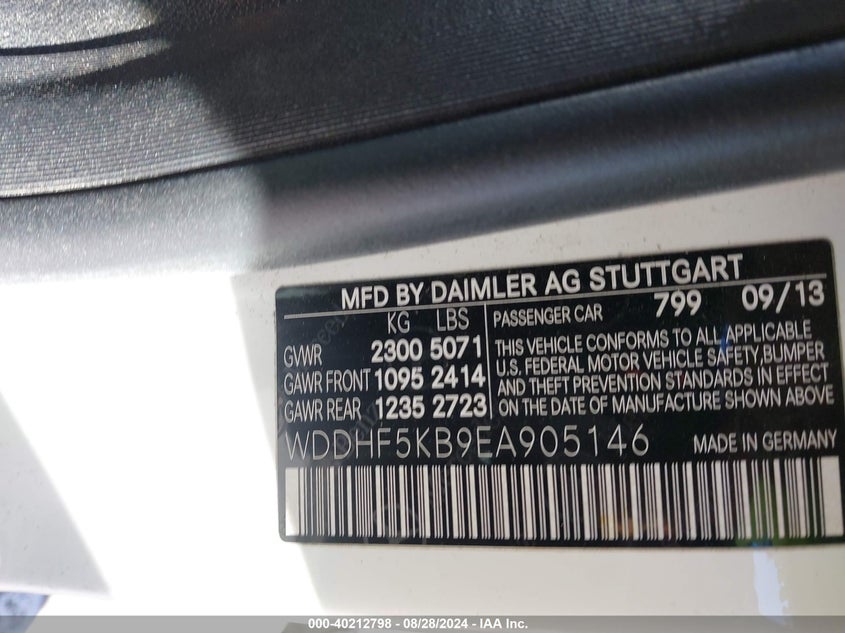 MFD BY DAIMLER AG STUTTGART
KG LBS
GVWR 2300 5071
GAWR FRONT 1095 2414
GAWR REAR 1235 2723
PASSENGER CAR 799 09/13
THIS VEHICLE CONFORMS TO ALL APPLICABLE
U.S. FEDERAL MOTOR VEHICLE SAFETY,BUMPER
AND THEFT PREVENTION STANDARDS IN EFFECT
ON THE DATE OF MANUFACTURE SHOWN ABOVE
WDDHF5KB9EA905146 MADE IN GERMANY
000-40212798 - 08/28/2024 - IAAI, Inc.